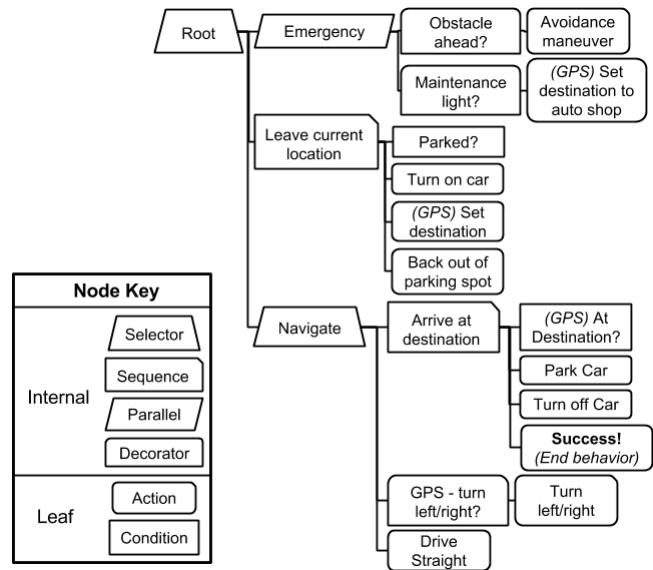 Root
Emergency
Obstacle
ahead?
Avoidance
maneuver
Maintenance
light?
(GPS) Set
destination to
auto shop
Leave current
location
Parked?
Turn on car
(GPS) Set
destination
Back out of
parking spot
Navigate
Arrive at
destination
(GPS) At
Destination?
Park Car
Turn off Car
Success!
(End behavior)
GPS - turn
left/right?
Turn
left/right
Drive
Straight
Node Key
Internal
Selector
Sequence
Parallel
Decorator
Leaf
Action
Condition